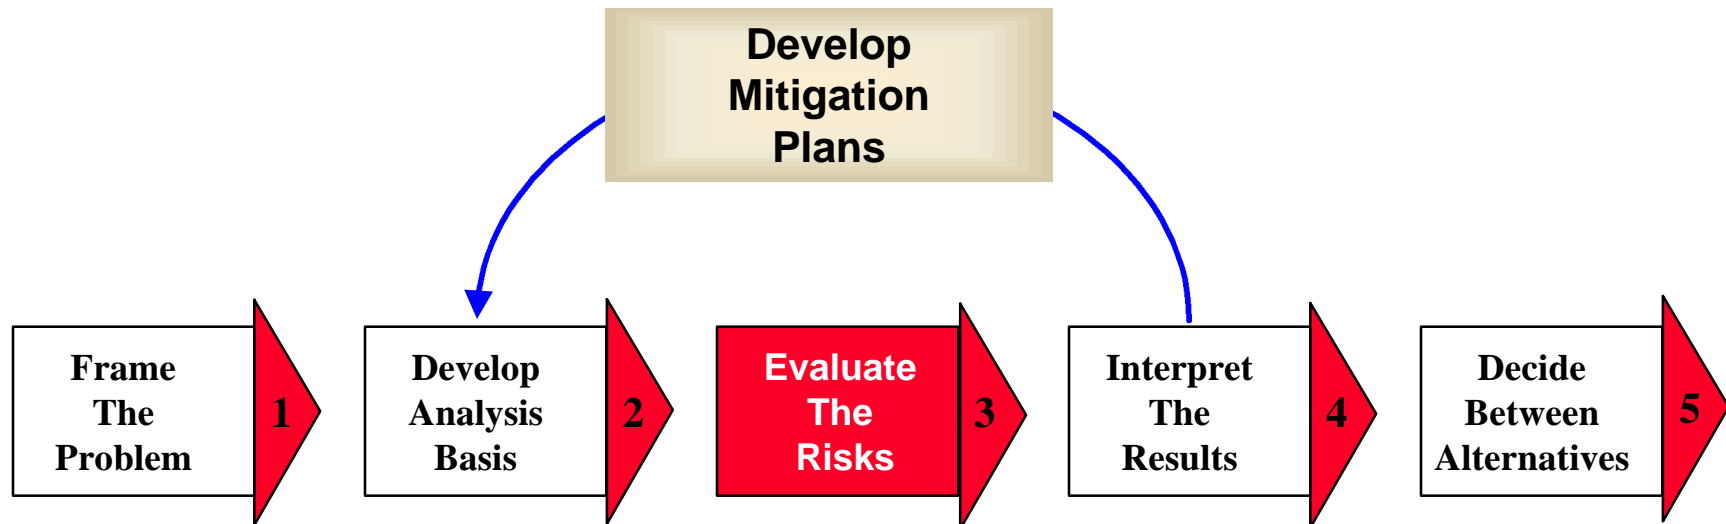 Develop
Mitigation
Plans
Frame
The
Problem
1
Develop
Analysis
Basis
2
Evaluate
The
Risks
3
Interpret
The
Results
4
Decide
Between
Alternatives
5